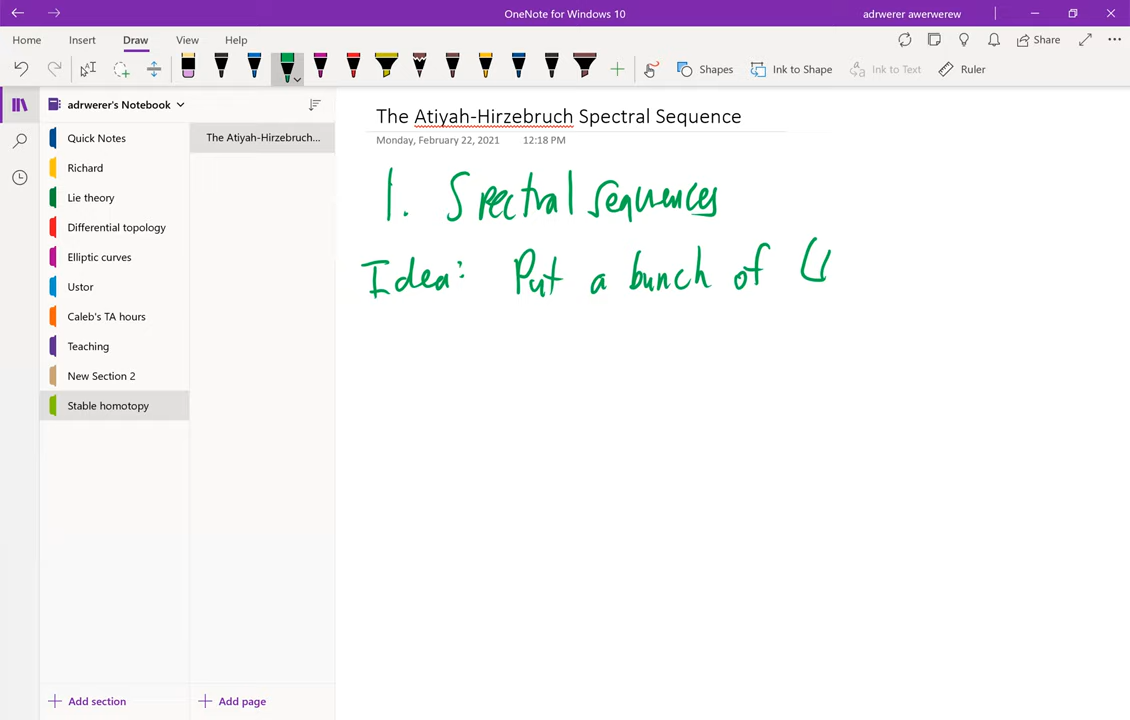 OneNote for Windows 10
adrwerer awerwerew
Home Insert Draw View Help
Share
Shapes
Ink to Shape
Ink to Text
Ruler
adrwerer's Notebook
Quick Notes
Richard
Lie theory
Differential topology
Elliptic curves
Ustor
Caleb's TA hours
Teaching
New Section 2
Stable homotopy
Add section
The Atiyah-Hirzebruch...
Add page
The Atiyah-Hirzebruch Spectral Sequence
Monday, February 22, 2021 12:18 PM
1. Spectral sequences
Idea: Put a bunch of